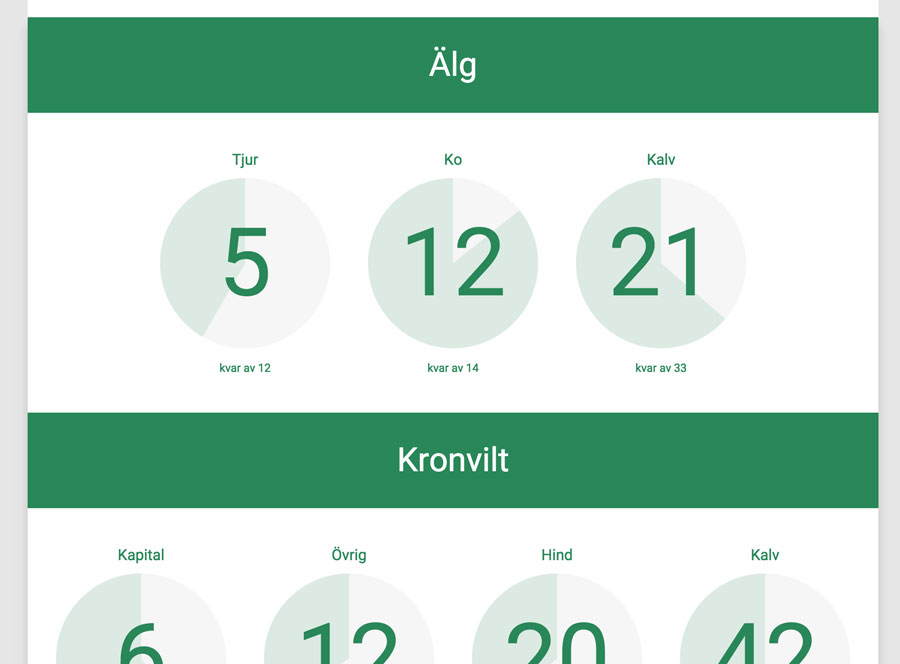 Älg
Tjur Ko Kalv
5 12 21
kvar av 12 kvar av 14 kvar av 33
Kronvilt
Kapital Övrig Hind Kalv
6 12 20 42